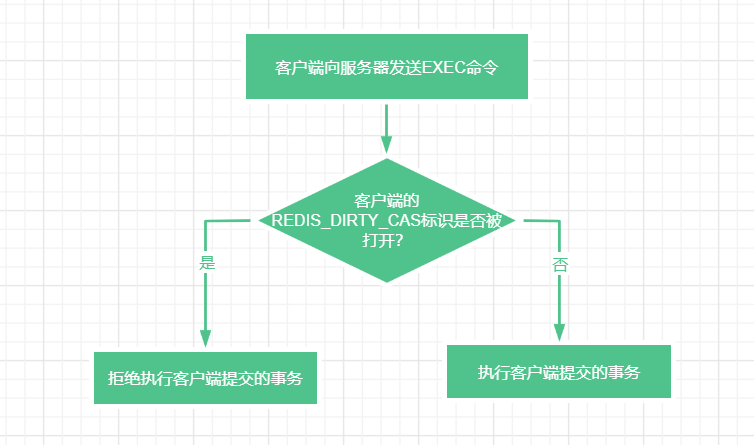 客户端向服务器发送EXEC命令
客户端的
REDIS_DIRTY_CAS标识是否被
打开?
是
否
拒绝执行客户端提交的事务
执行客户端提交的事务